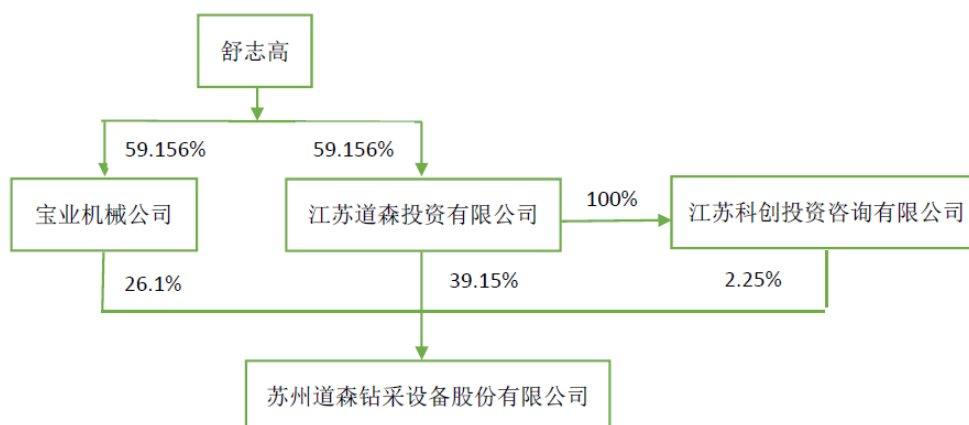 舒志高
59.156%
59.156%
宝业机械公司
江苏道森投资有限公司
100%
江苏科创投资咨询有限公司
26.1%
39.15%
2.25%
苏州道森钻采设备股份有限公司